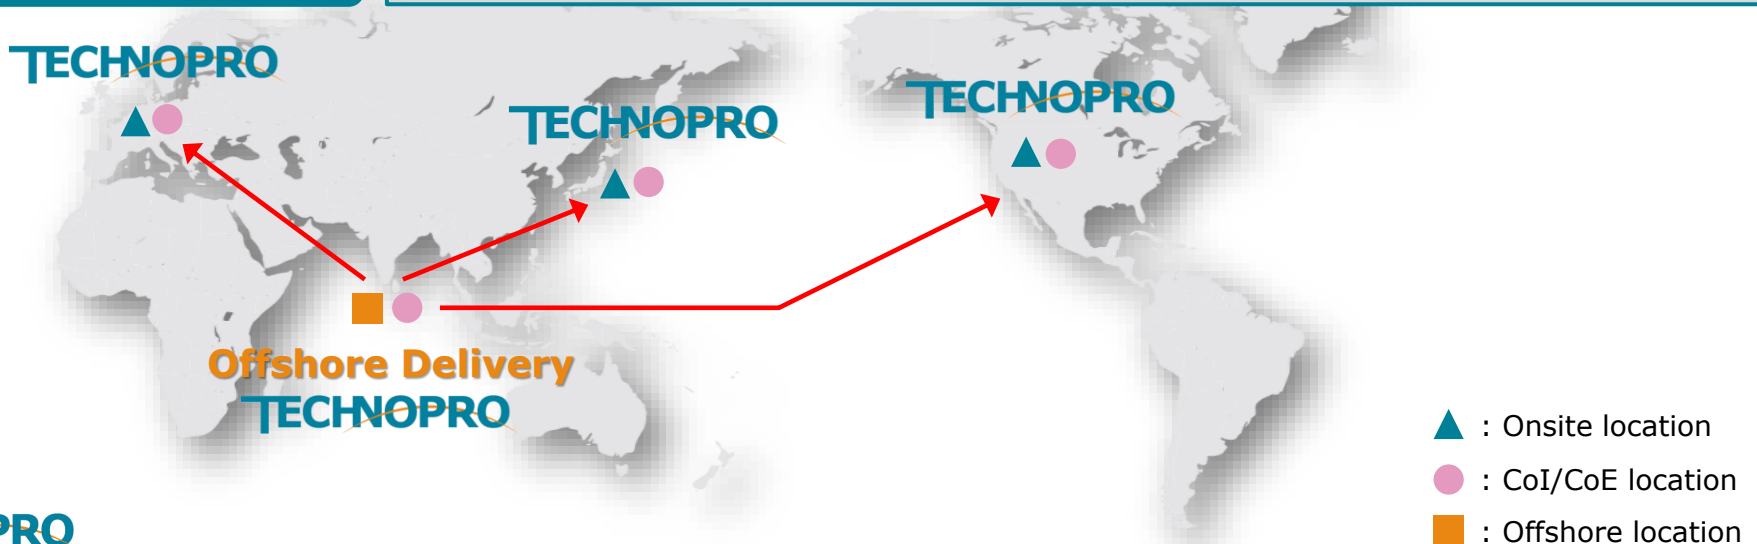 TECHNOPRO
TECHNOPRO
TECHNOPRO
Offshore Delivery
TECHNOPRO
: Onsite location
: CoI/CoE location
: Offshore location
PRO